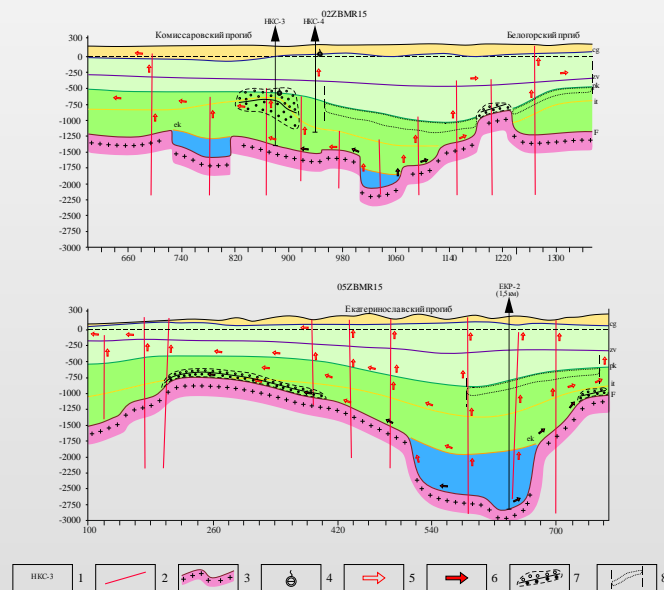 02ZBMR15
НКС-3 НКС-4
Комиссаровский прогиб
Белогорский пргиб
300
0
-250
-500
-750
-1000
-1250
-1500
-1750
-2000
-2250
-2500
-2750
-3000
cg
zv
pk
it
F
ek
660 740 820 900 980 1060 1140 1220 1300
05ZBMR15
ЕКР-2
(1,5 км)
Екатеринославский прогиб
300
0
-250
-500
-750
-1000
-1250
-1500
-1750
-2000
-2250
-2500
-2750
-3000
cg
zv
pk
it
F
ek
100 260 420 540 700
НКС-3 1 2 3 4 5 6 7 8